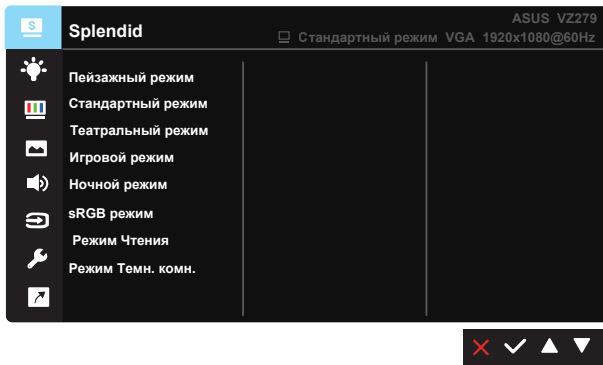 S
Splendid
ASUS VZ279
Стандартный режим VGA 1920x1080@60Hz
Пейзажный режим
Стандартный режим
Театральный режим
Игровой режим
Ночной режим
sRGB режим
Режим Чтения
Режим Темн. комн.